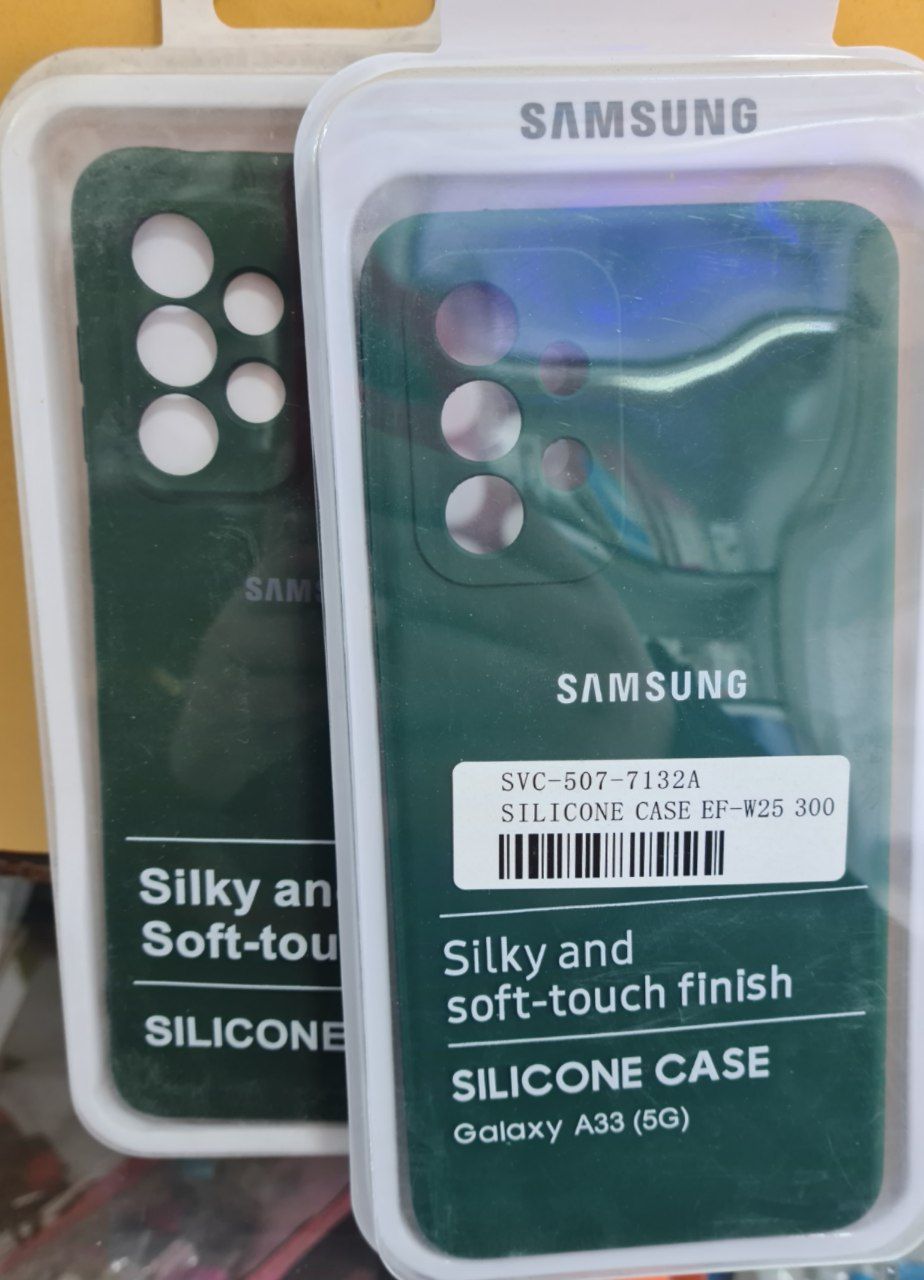 SAMSUNG
SAMSUNG
SVC-507-7132A
SILICONE CASE EF-W25 300
Silky and
soft-touch finish
SILICONE CASE
Galaxy A33 (5G)
SAMS
Silky an
Soft-tou
SILICONE